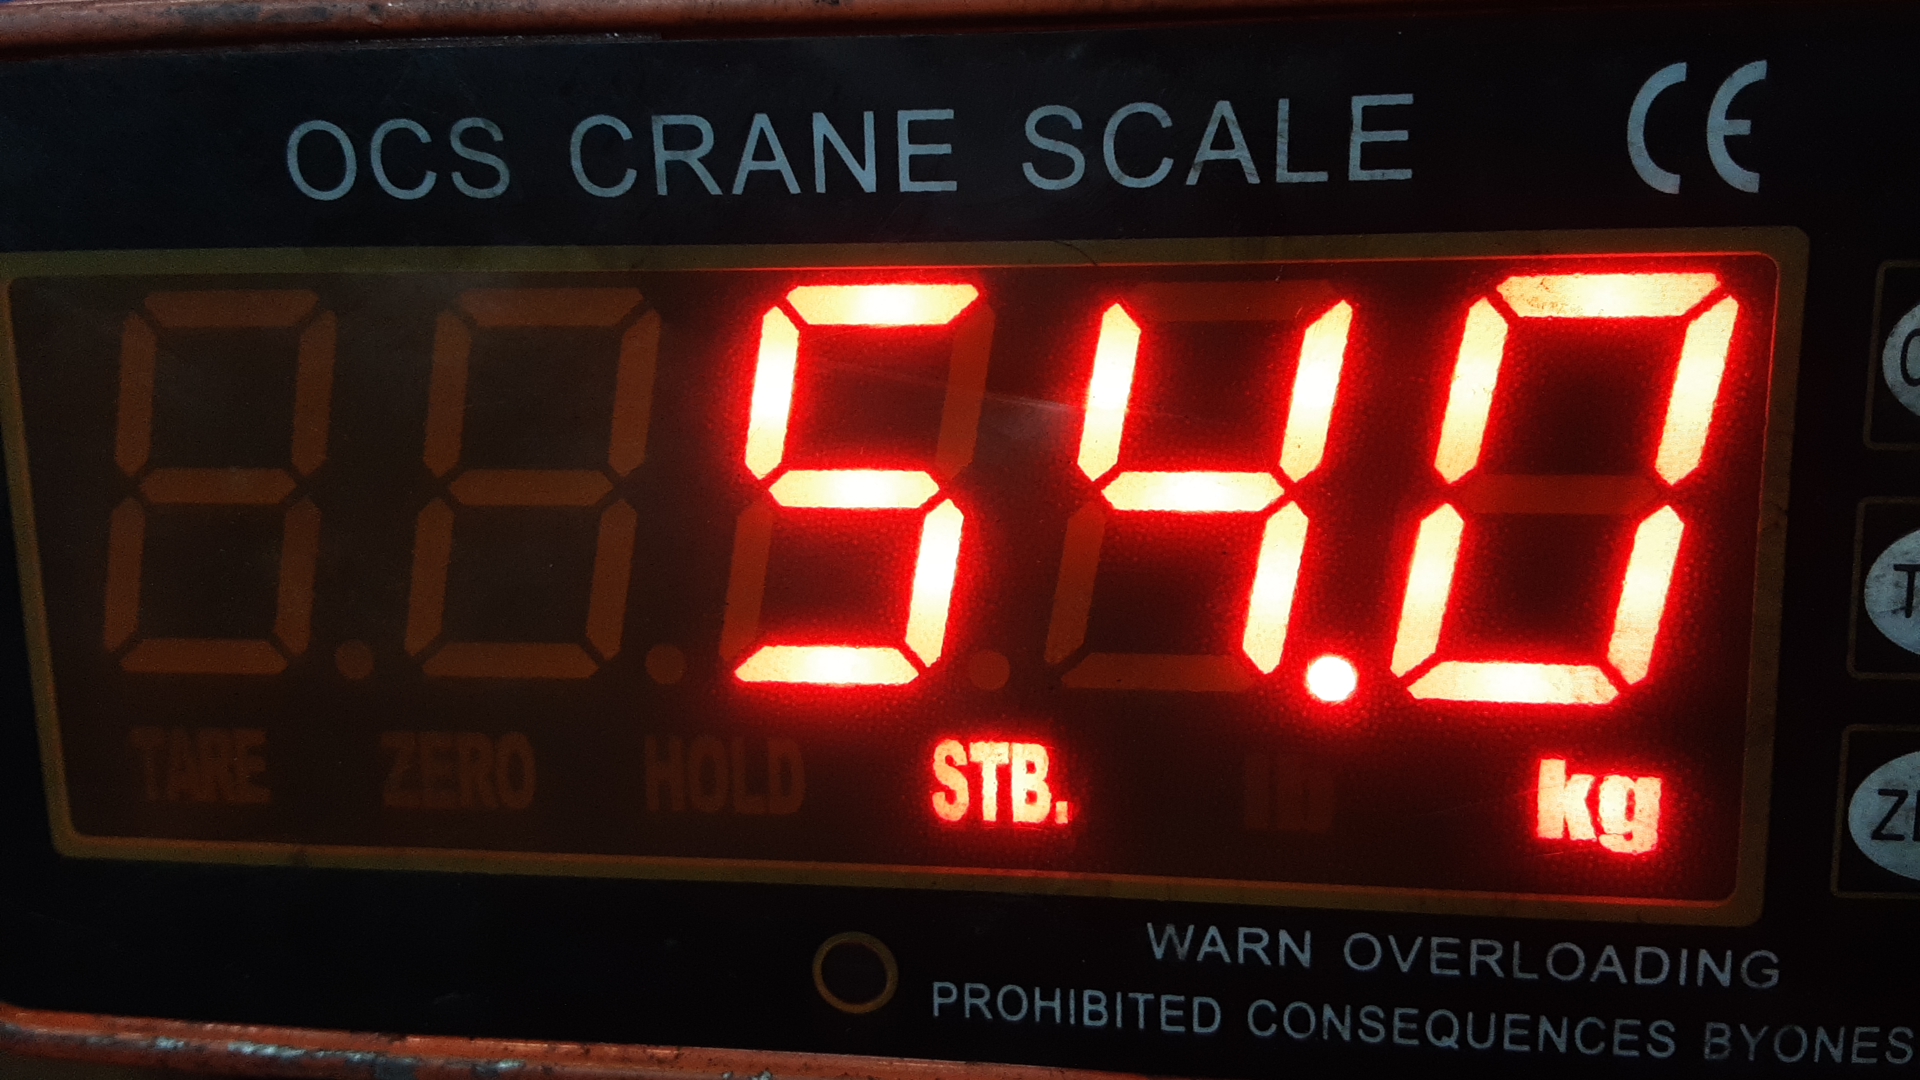 OCS CRANE SCALE CE
54.0
TARE ZERO HOLD STB. lb kg
WARN OVERLOADING
PROHIBITED CONSEQUENCES BYONES